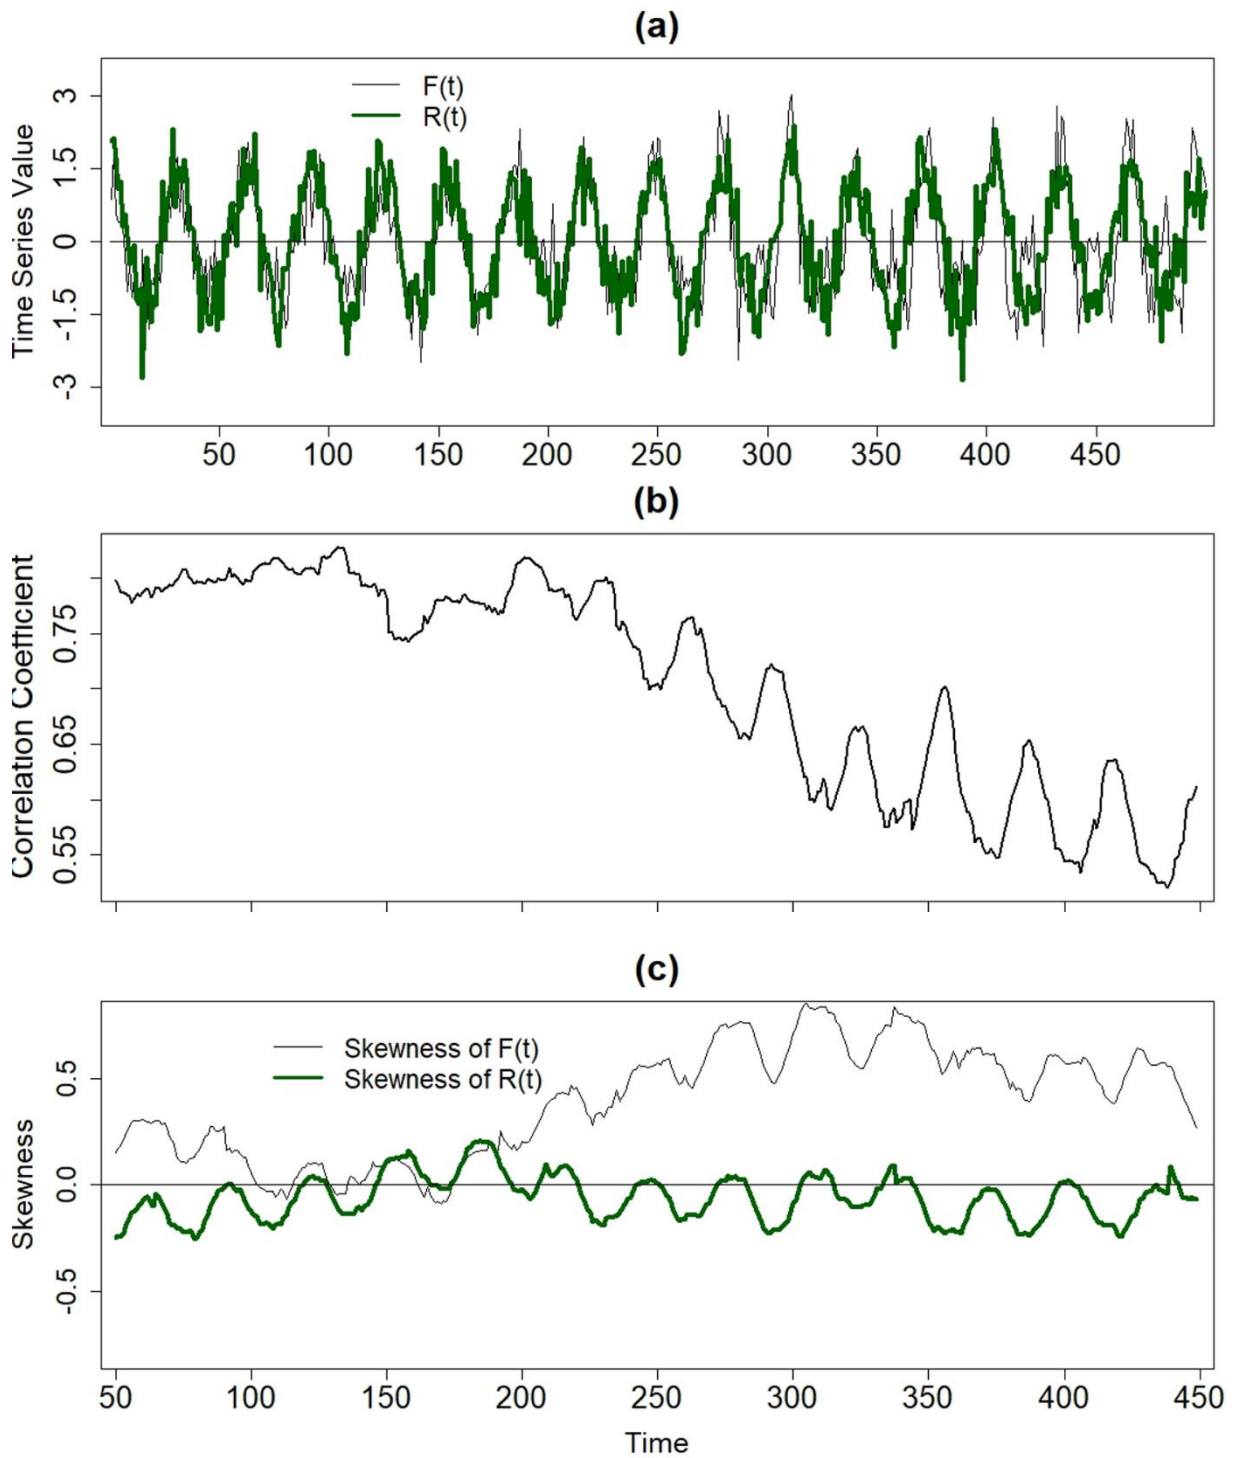 (a)
Time Series Value
3
1.5
0
-1.5
-3
F(t)
R(t)
50 100 150 200 250 300 350 400 450
(b)
Correlation Coefficient
0.75
0.65
0.55
(c)
Skewness
0.5
0.0
-0.5
Skewness of F(t)
Skewness of R(t)
50 100 150 200 250 300 350 400 450
Time